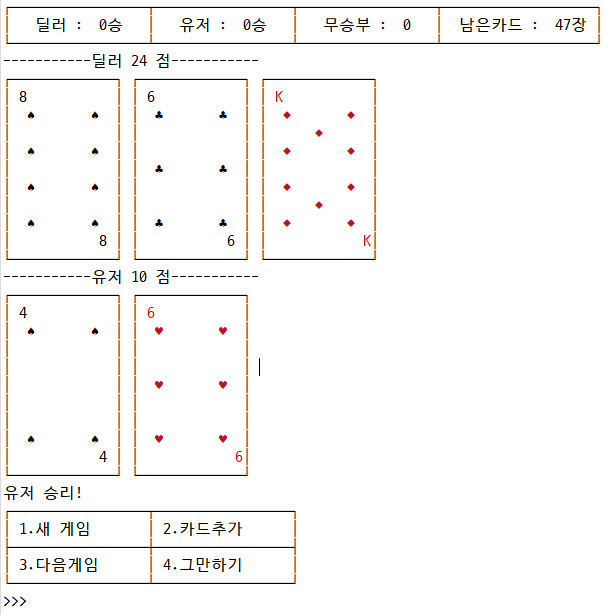 딜러 : 0승 유저 : 0승 무승부 : 0 남은카드 : 47장
-----------딜러 24 점-----------
8 6 K
♠ ♠ ♣ ♣ ♦ ♦
♦
♠ ♠ ♦ ♦
♣ ♣
♠ ♠ ♦ ♦
♦
♠ ♠ ♣ ♣ ♦ ♦
8 6 K
-----------유저 10 점-----------
4 6
♠ ♠ ♥ ♥
♥ ♥
♠ ♠ ♥ ♥
4 6
유저 승리!
1.새 게임 2.카드추가
3.다음게임 4.그만하기
>>>